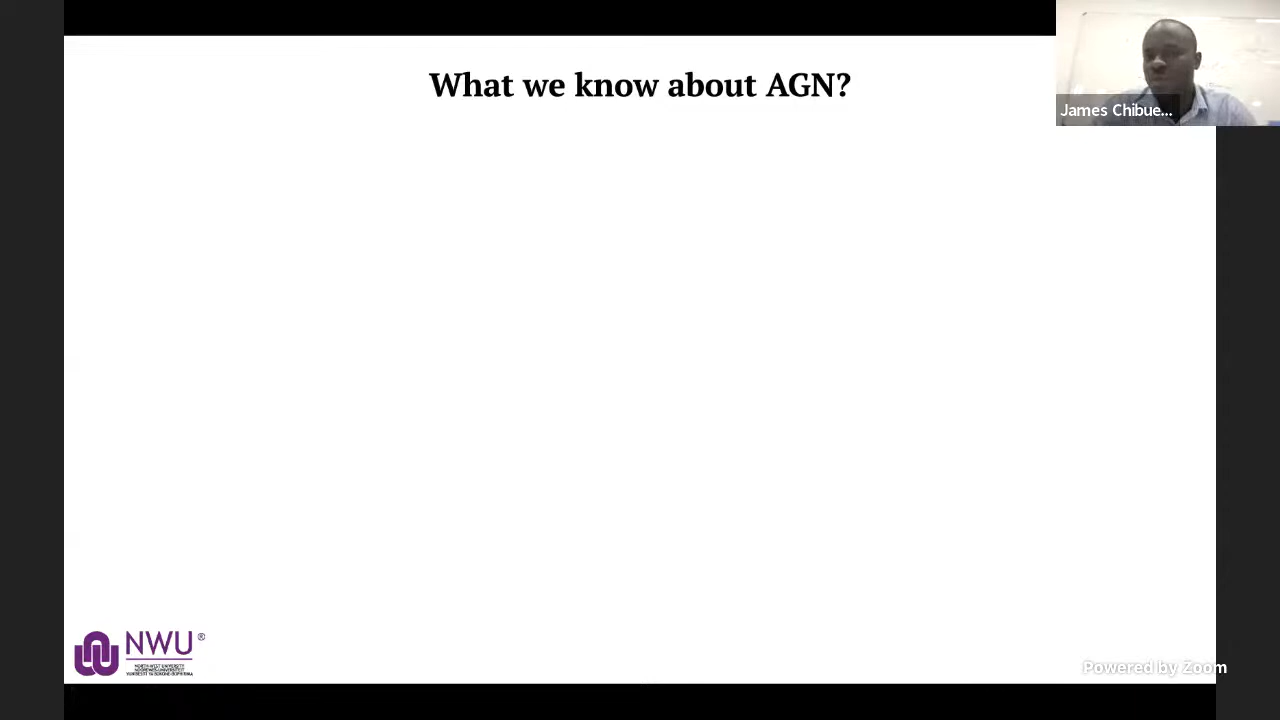 What we know about AGN?
James Chibue...
NWU®
NORTH-WEST UNIVERSITY
NOORDWES-UNIVERSITEIT
YUNIBESITI YA BOKONE-BOPHIRIMA
Powered by Zoom